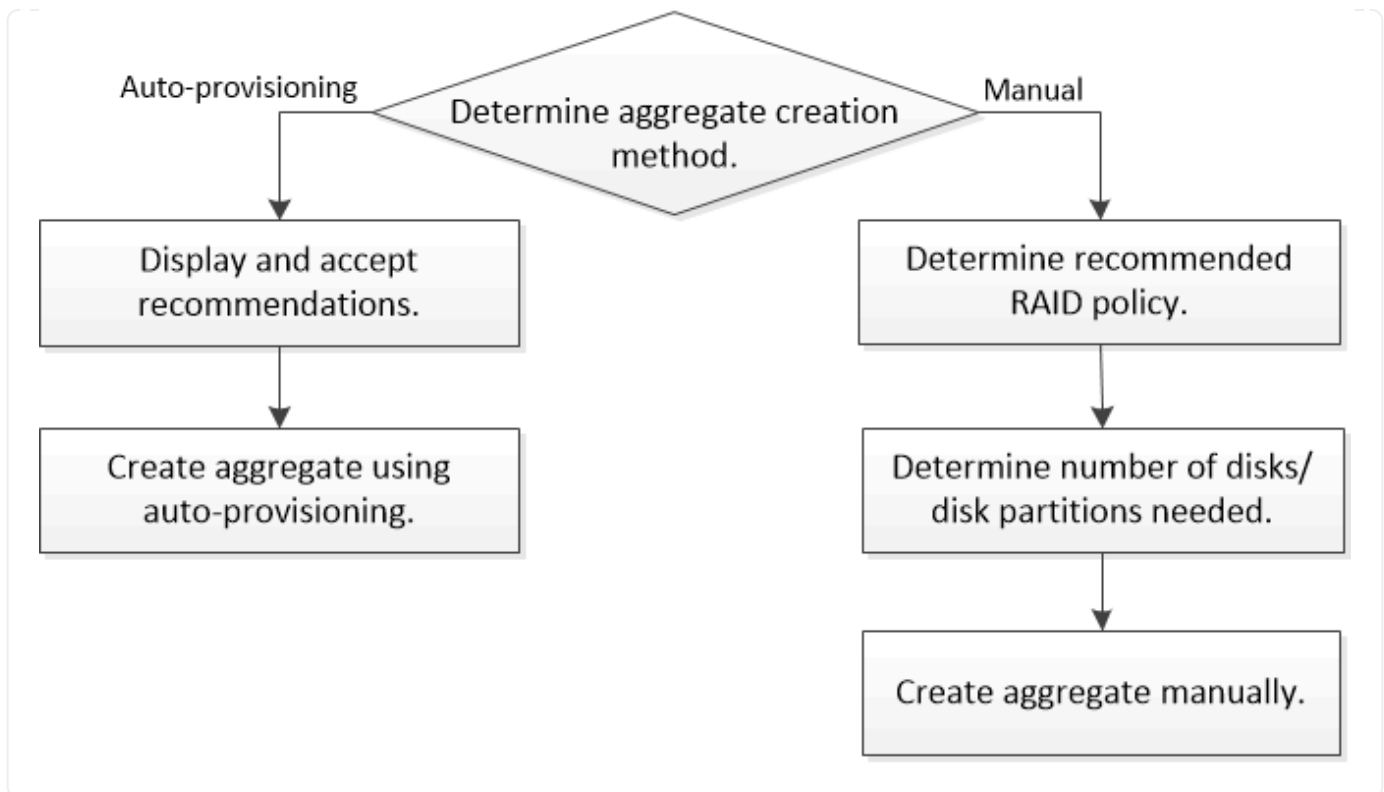 Auto-provisioning
Manual
Determine aggregate creation
method.
Display and accept
recommendations.
Create aggregate using
auto-provisioning.
Determine recommended
RAID policy.
Determine number of disks/
disk partitions needed.
Create aggregate manually.